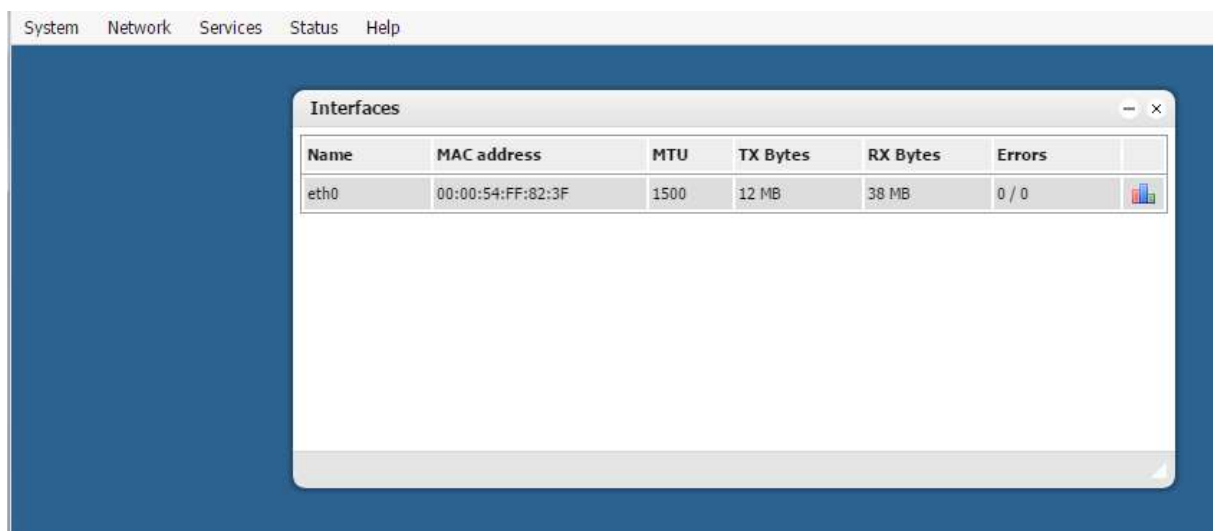 System Network Services Status Help
Interfaces
Name MAC address MTU TX Bytes RX Bytes Errors
eth0 00:00:54:FF:82:3F 1500 12 MB 38 MB 0 / 0